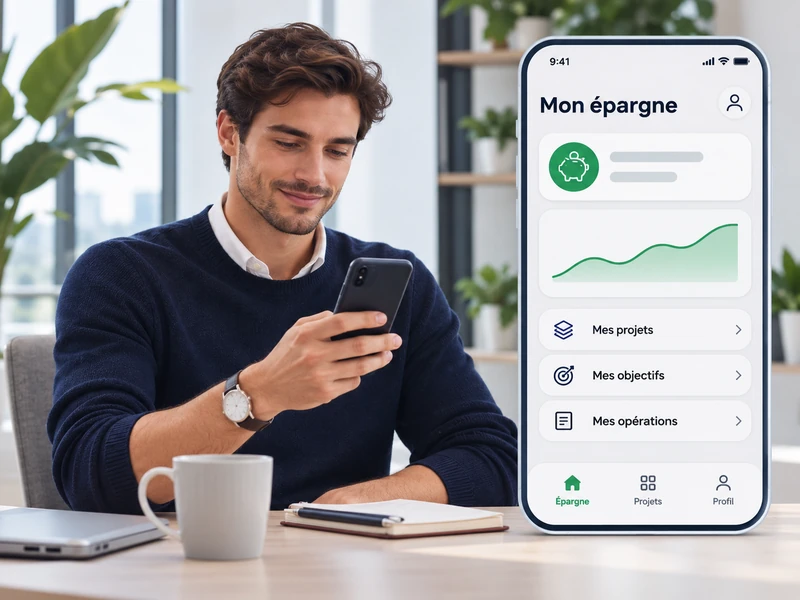 9:41
Mon épargne
Mes projets
Mes objectifs
Mes opérations
Épargne
Projets
Profil